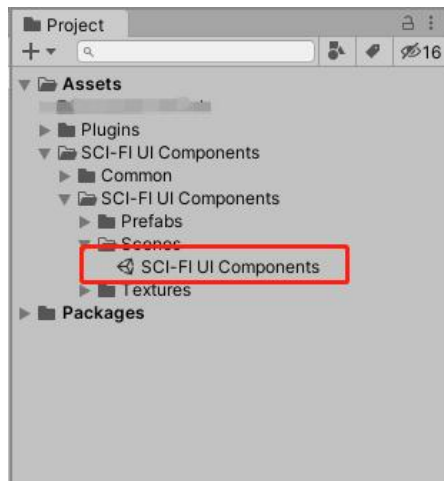 Project
16
Assets
Plugins
SCI-FI UI Components
Common
SCI-FI UI Components
Prefabs
Scenes
SCI-FI UI Components
Textures
Packages